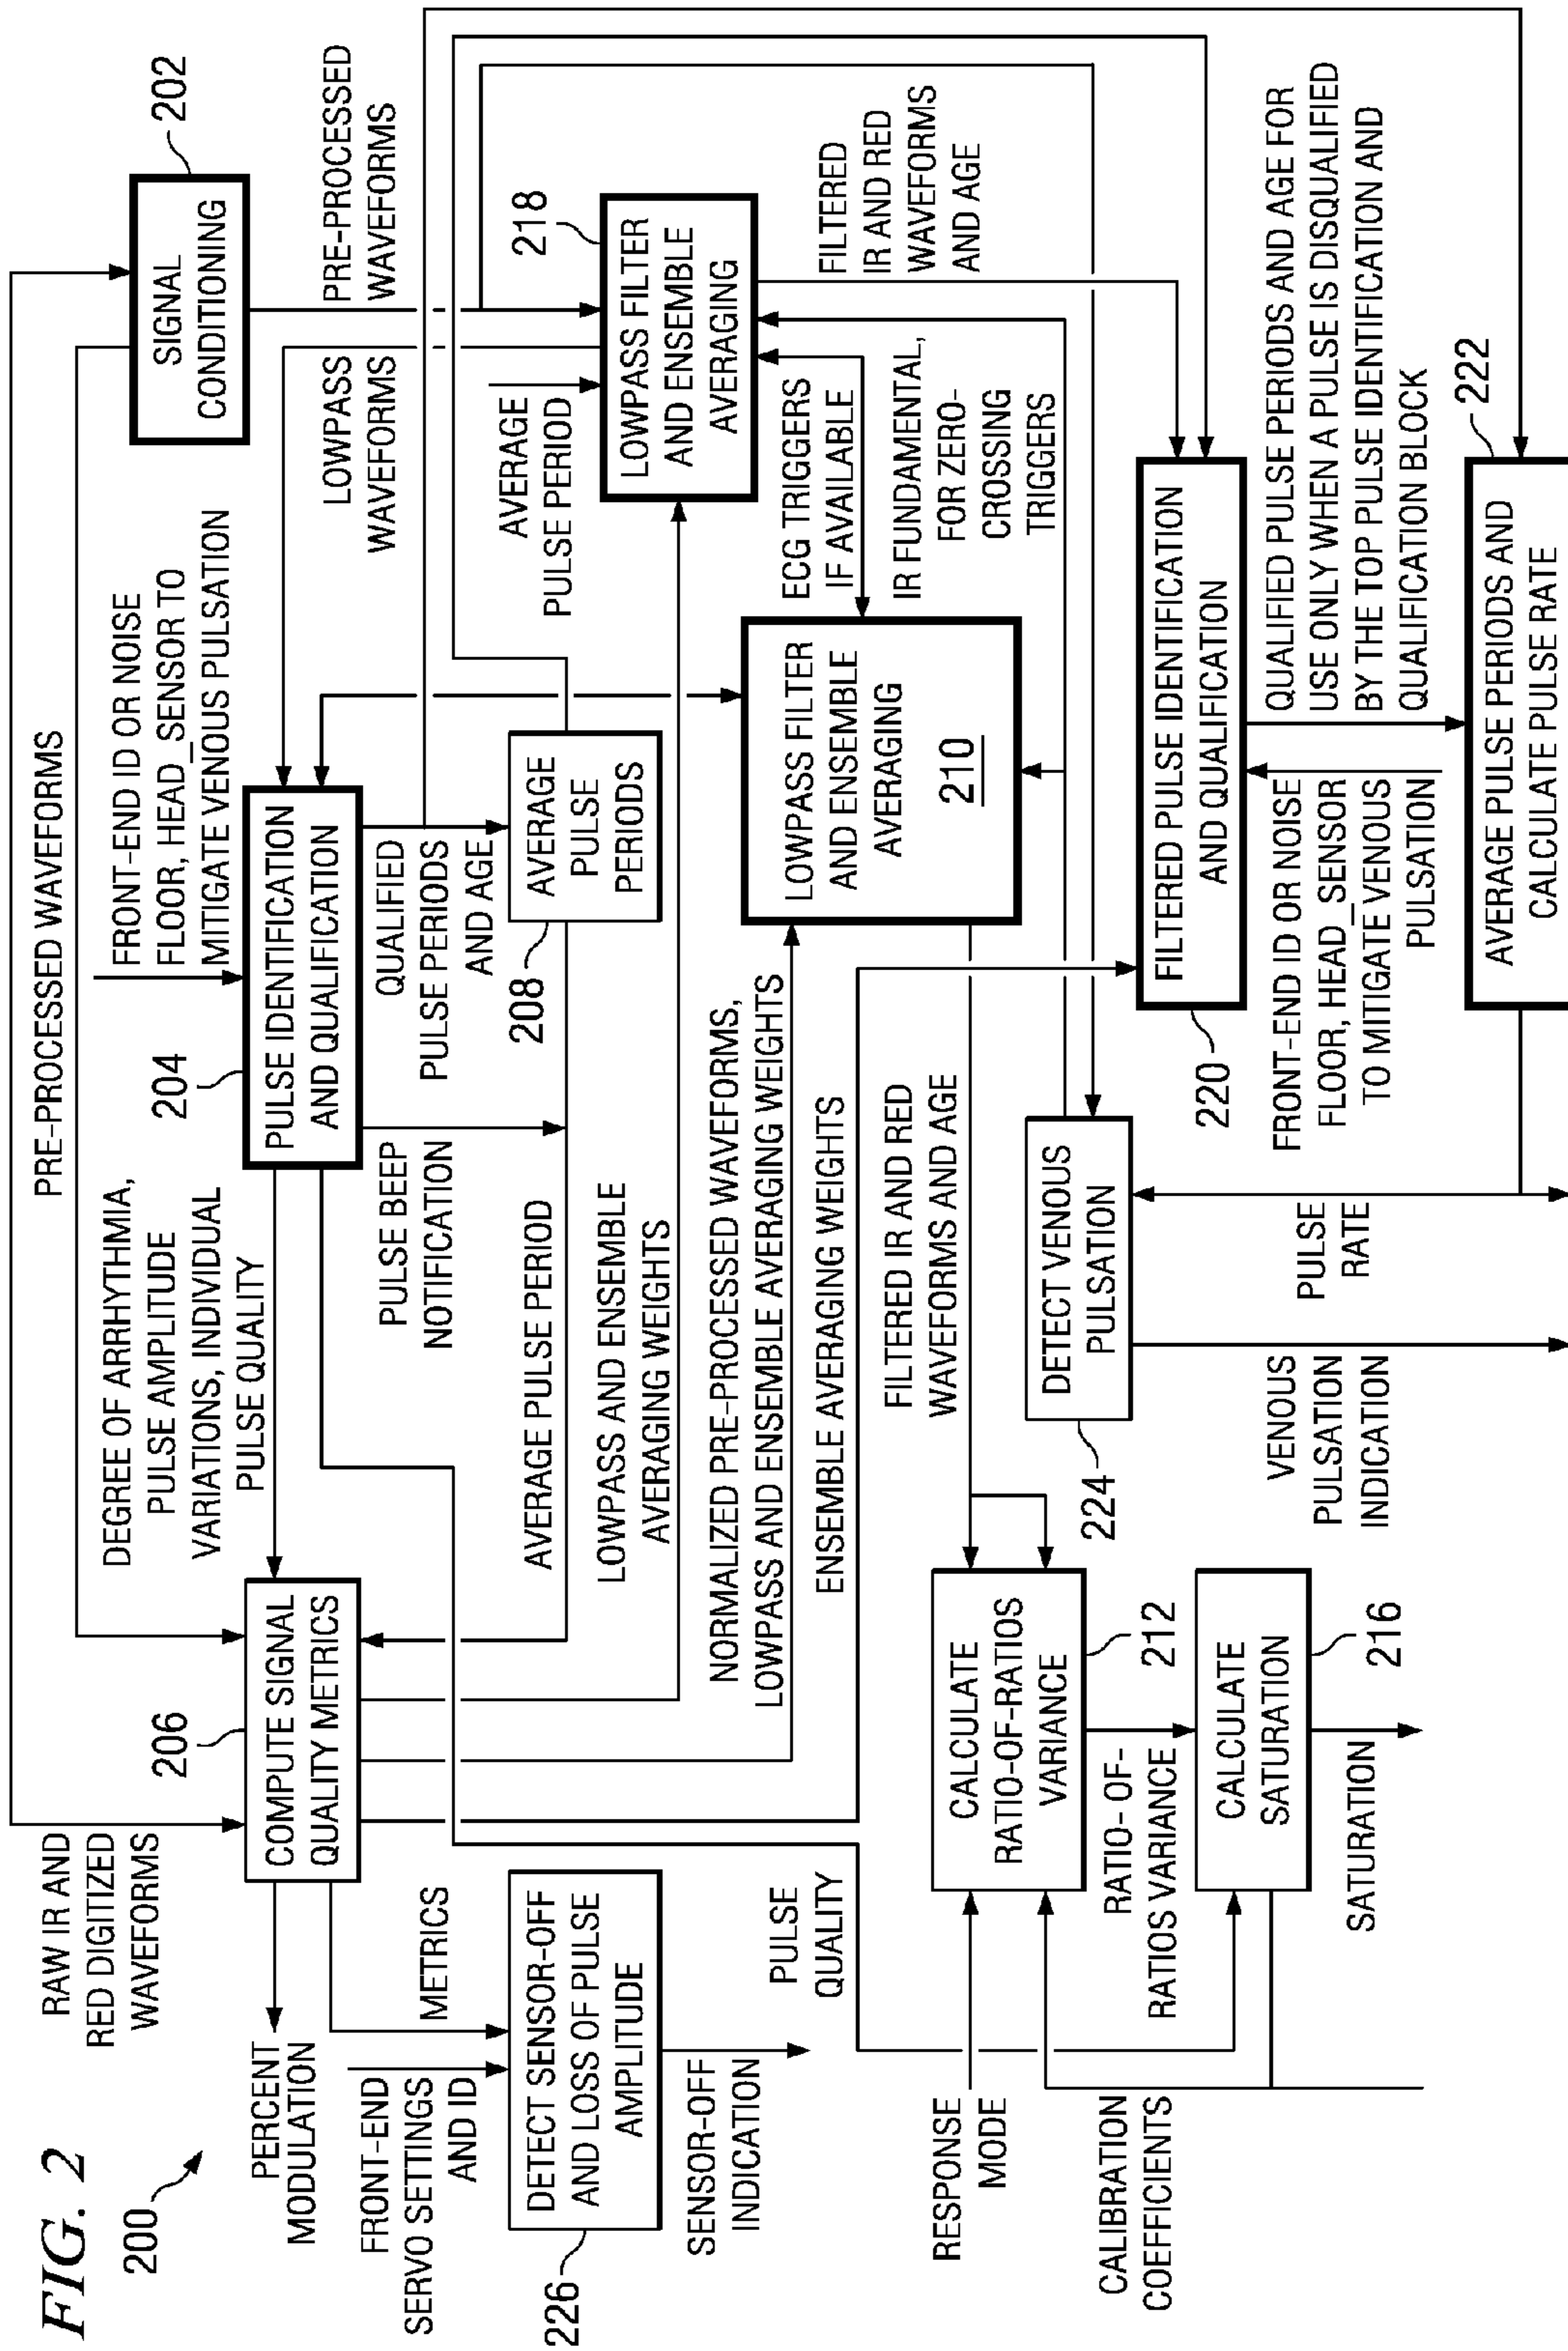 FIG. 2
200
RAW IR AND
RED DIGITIZED
WAVEFORMS
PRE-PROCESSED WAVEFORMS
SIGNAL
CONDITIONING
202
PRE-PROCESSED
WAVEFORMS
DEGREE OF ARRHYTHMIA,
PULSE AMPLITUDE
VARIATIONS, INDIVIDUAL
PULSE QUALITY
204
FRONT-END ID OR NOISE
FLOOR, HEAD_SENSOR TO
MITIGATE VENOUS PULSATION
PERCENT
MODULATION
206
COMPUTE SIGNAL
QUALITY METRICS
PULSE IDENTIFICATION
AND QUALIFICATION
LOWPASS
WAVEFORMS
FRONT-END
SERVO SETTINGS
AND ID
METRICS
PULSE BEEP
NOTIFICATION
QUALIFIED
PULSE PERIODS
AND AGE
AVERAGE
PULSE PERIOD
218
LOWPASS FILTER
AND ENSEMBLE
AVERAGING
DETECT SENSOR-OFF
AND LOSS OF PULSE
AMPLITUDE
226
AVERAGE PULSE PERIOD
208
AVERAGE
PULSE
PERIODS
LOWPASS AND ENSEMBLE
AVERAGING WEIGHTS
SENSOR-OFF
INDICATION
NORMALIZED PRE-PROCESSED WAVEFORMS,
LOWPASS AND ENSEMBLE AVERAGING WEIGHTS
LOWPASS FILTER
AND ENSEMBLE
AVERAGING
210
ECG TRIGGERS
IF AVAILABLE
FILTERED
IR AND RED
WAVEFORMS
AND AGE
PULSE
QUALITY
ENSEMBLE AVERAGING WEIGHTS
IR FUNDAMENTAL,
FOR ZERO-
CROSSING
TRIGGERS
RESPONSE
MODE
CALCULATE
RATIO-OF-RATIOS
VARIANCE
212
FILTERED IR AND RED
WAVEFORMS AND AGE
DETECT VENOUS
PULSATION
224
CALIBRATION
COEFFICIENTS
RATIO- OF-
RATIOS VARIANCE
FILTERED PULSE IDENTIFICATION
AND QUALIFICATION
220
CALCULATE
SATURATION
216
VENOUS
PULSATION
INDICATION
PULSE
RATE
FRONT-END ID OR NOISE
FLOOR, HEAD_SENSOR
TO MITIGATE VENOUS
PULSATION
QUALIFIED PULSE PERIODS AND AGE FOR
USE ONLY WHEN A PULSE IS DISQUALIFIED
BY THE TOP PULSE IDENTIFICATION AND
QUALIFICATION BLOCK
SATURATION
AVERAGE PULSE PERIODS AND
CALCULATE PULSE RATE
222